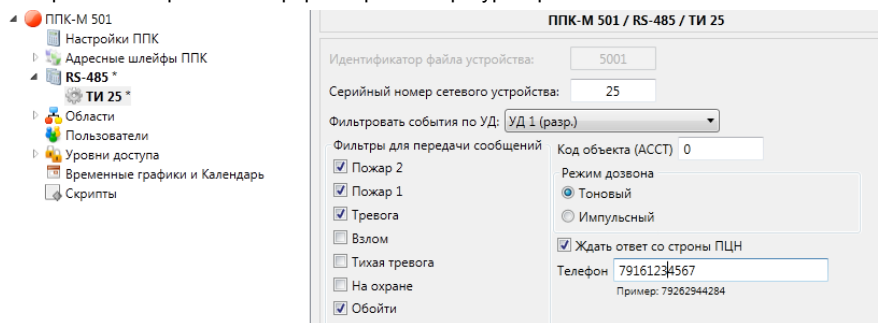 ППК-М 501
Настройки ППК
Адресные шлейфы ППК
RS-485 *
ТИ 25 *
Области
Пользователи
Уровни доступа
Временные графики и Календарь
Скрипты
ППК-М 501 / RS-485 / ТИ 25
Идентификатор файла устройства: 5001
Серийный номер сетевого устройства: 25
Фильтровать события по УД: УД 1 (разр.)
Фильтры для передачи сообщений
Пожар 2
Пожар 1
Тревога
Взлом
Тихая тревога
На охране
Обойти
Код объекта (ACCT) 0
Режим дозвона
Тоновый
Импульсный
Ждать ответ со строны ПЦН
Телефон 79161234567
Пример: 79262944284